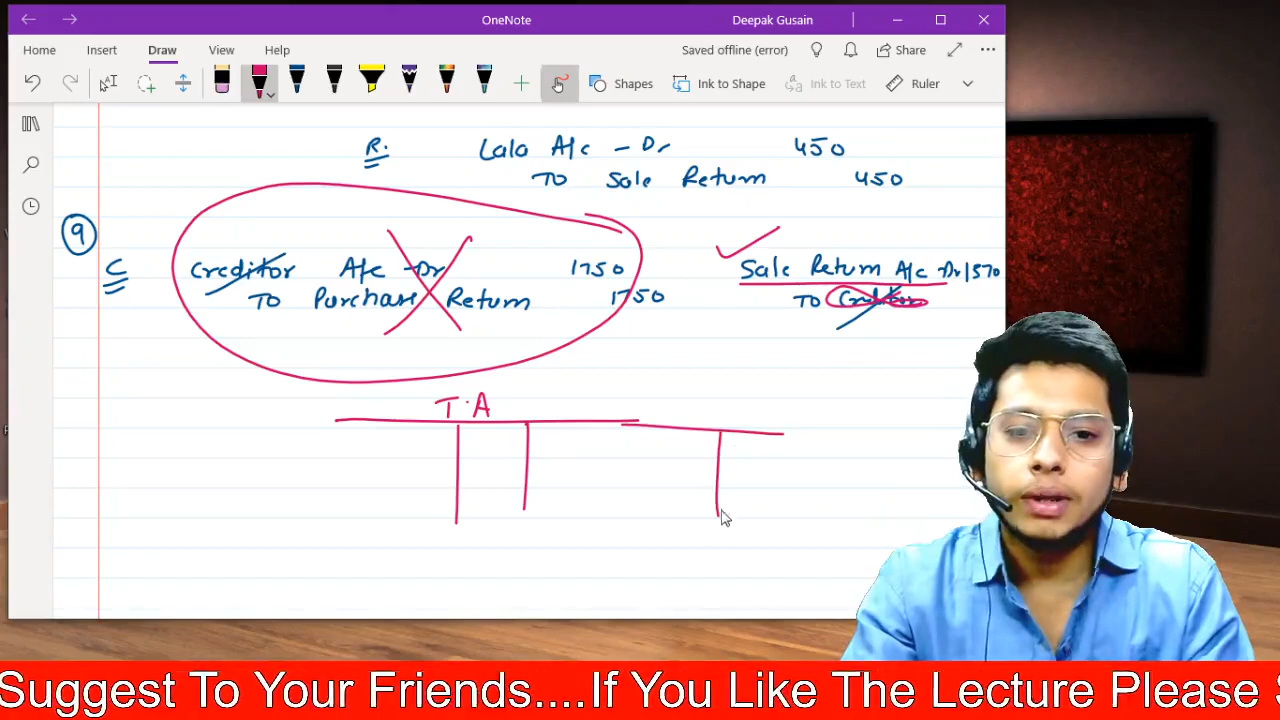 OneNote
Deepak Gusain
Home Insert Draw View Help
Saved offline (error)
Share
Shapes
Ink to Shape
Ink to Text
Ruler
R. Lala A/c - Dr 450
TO Sale Return 450
9
C Creditor A/c - Dr 1750
TO Purchase Return 1750
Sale Return A/c - Dr 1570
TO Creditor
T.A
Suggest To Your Friends....If You Like The Lecture Please S